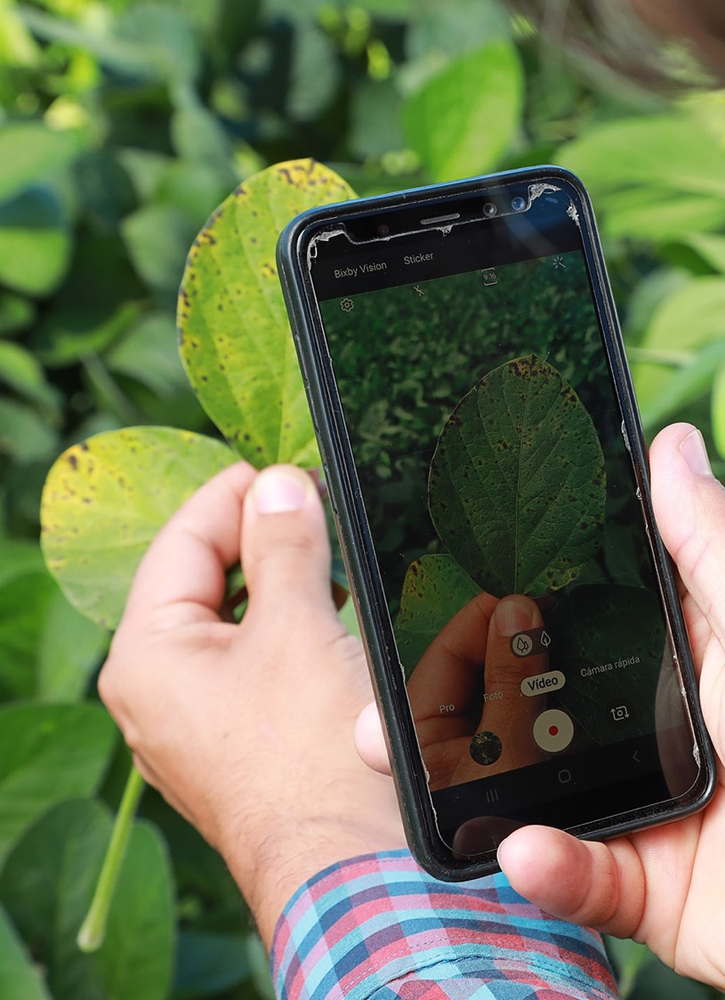 Bixby Vision Sticker
9:16
Pro Foto Vídeo Cámara rápida